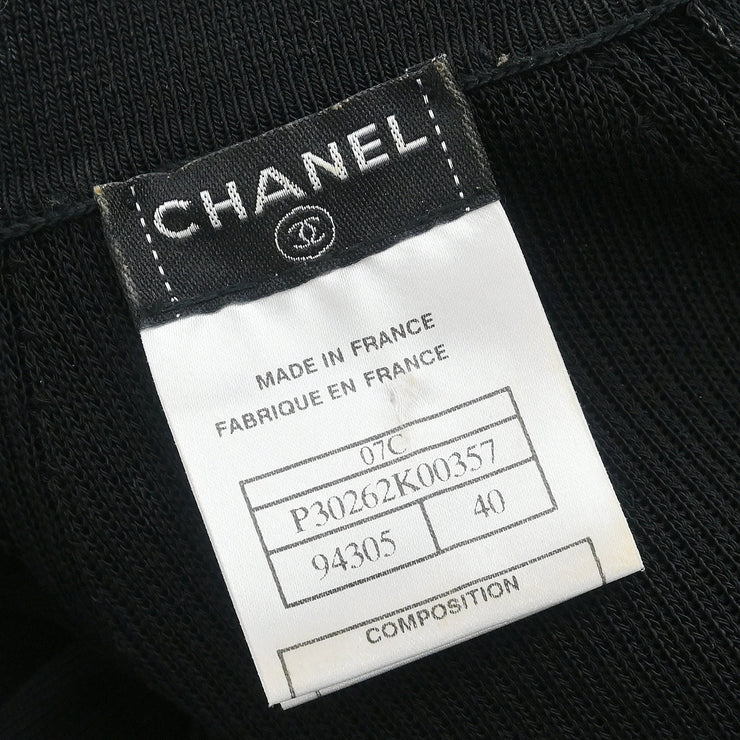 CHANEL
MADE IN FRANCE
FABRIQUE EN FRANCE
07C
P30262K00357
94305 40
COMPOSITION